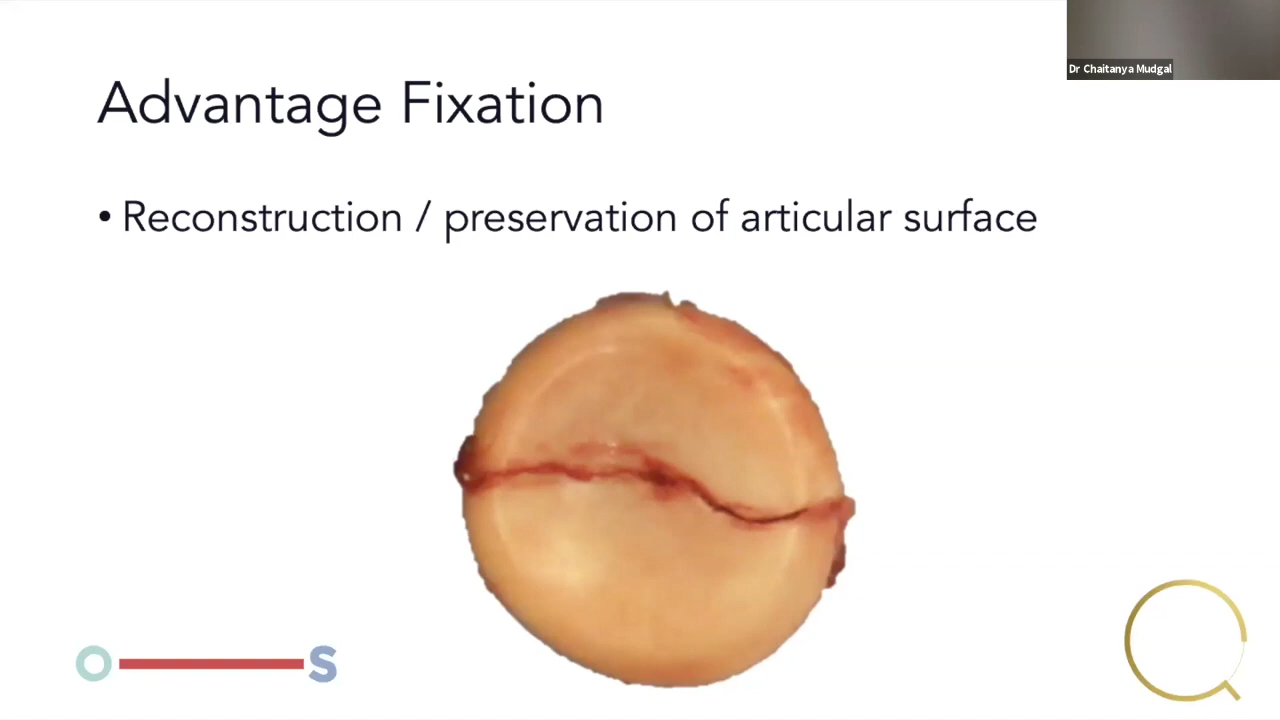 Dr Chaitanya Mudgal
Advantage Fixation
• Reconstruction / preservation of articular surface
O S